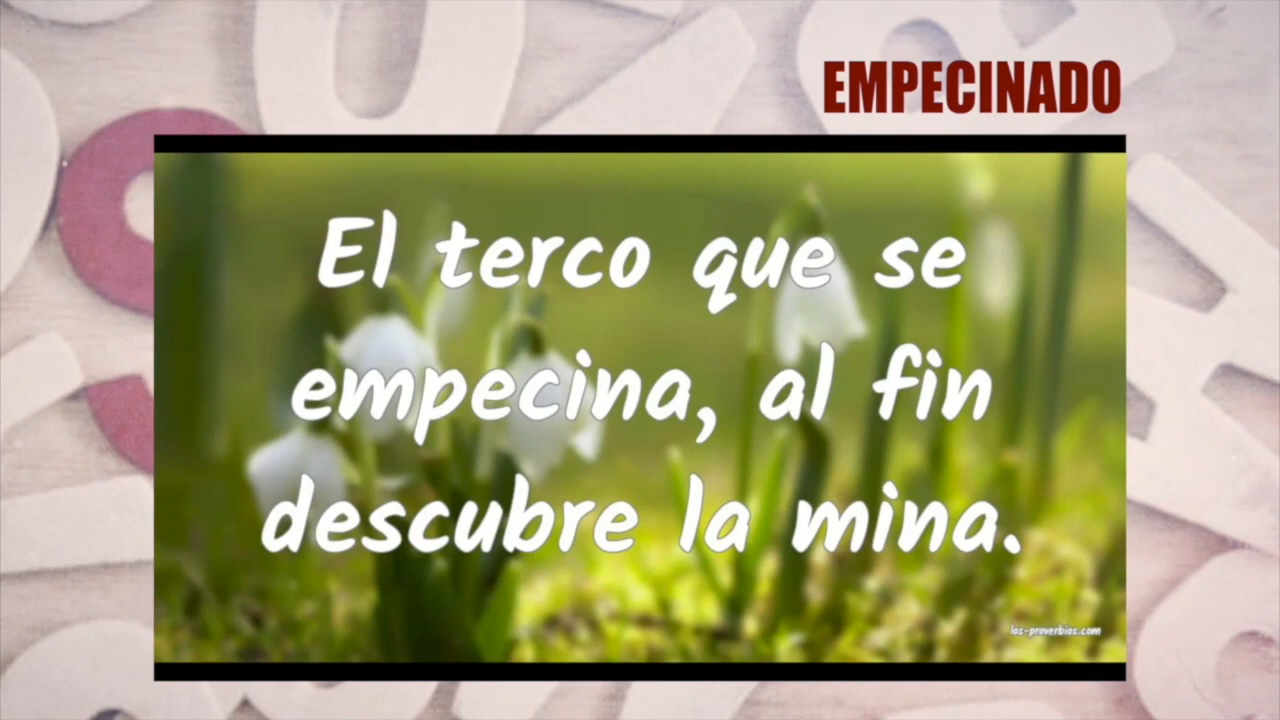 EMPECINADO
El terco que se
empecina, al fin
descubre la mina.
los-proverbios.com